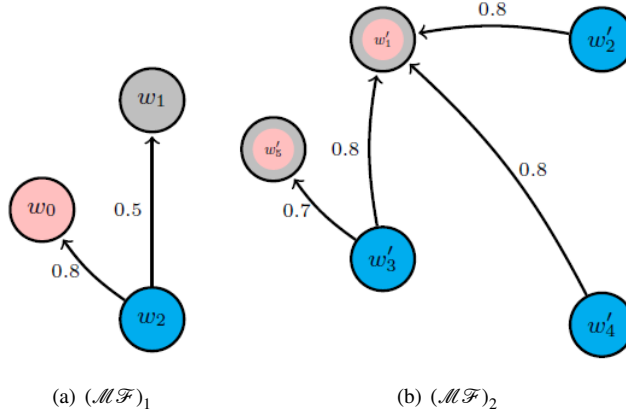 0.8
w′₁
w′₂
w₁
w′₅
0.8
0.8
w₀
0.5
0.7
0.8
w′₃
w₂
w′₄
(a) (ℳℱ)₁
(b) (ℳℱ)₂